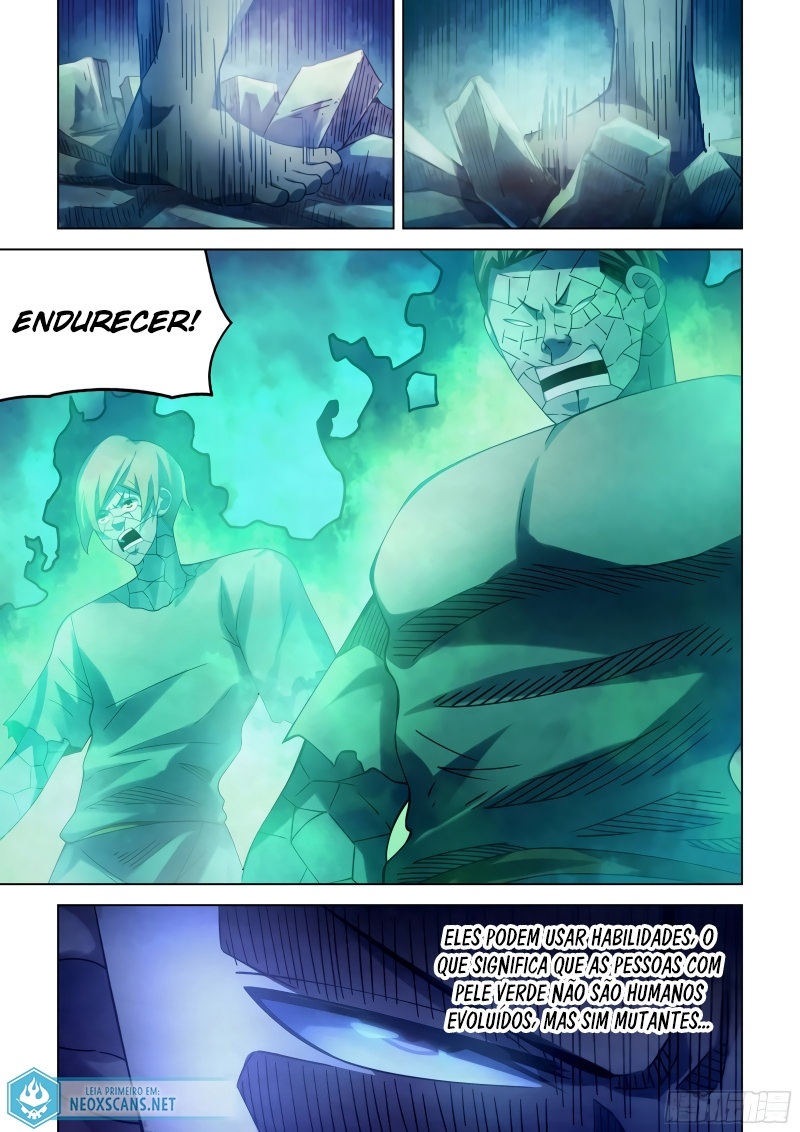 ENDURECER!
ELES PODEM USAR HABILIDADES, O
QUE SIGNIFICA QUE AS PESSOAS COM
PELE VERDE NÃO SÃO HUMANOS
EVOLUÍDOS, MAS SIM MUTANTES...
LEIA PRIMEIRO EM:
NEOXSCANS.NET